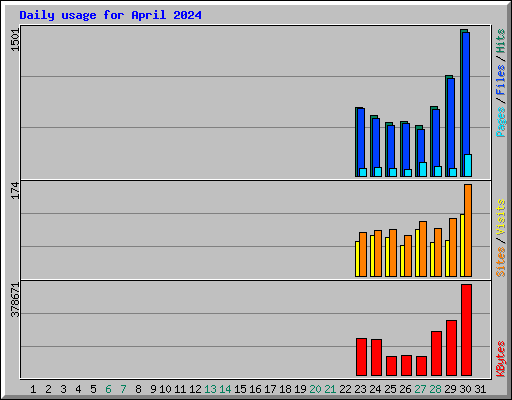 Daily usage for April 2024
1501
Pages/Files/Hits
174
Sites/Visits
378671
KBytes
1 2 3 4 5 6 7 8 9 10 11 12 13 14 15 16 17 18 19 20 21 22 23 24 25 26 27 28 29 30 31